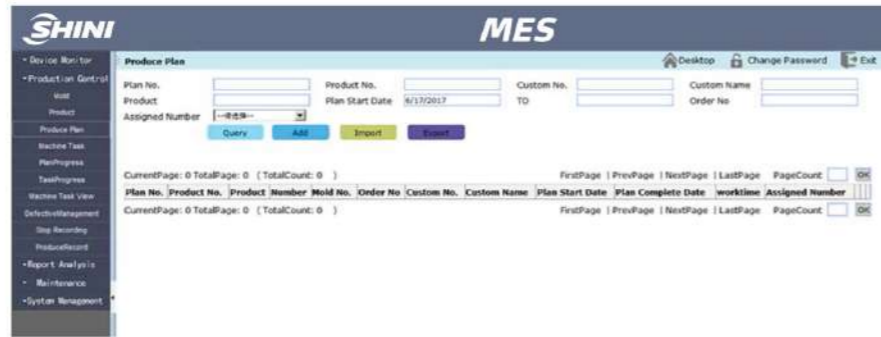 SHINI
MES
Device Monitor
Production Control
Mold
Product
Produce Plan
Machine Task
PlanProgress
TaskProgress
Machine Task View
DefectiveManagement
Stop Recording
ProduceRecord
Report Analysis
Maintenance
System Management
Produce Plan Desktop Change Password Exit
Plan No. Product No. Custom No. Custom Name
Product Plan Start Date 6/17/2017 TO Order No
Assigned Number --请选择--
Query Add Import Export
CurrentPage: 0 TotalPage: 0 (TotalCount: 0 ) FirstPage | PrevPage | NextPage | LastPage PageCount OK
Plan No. Product No. Product Number Mold No. Order No Custom No. Custom Name Plan Start Date Plan Complete Date worktime Assigned Number
CurrentPage: 0 TotalPage: 0 (TotalCount: 0 ) FirstPage | PrevPage | NextPage | LastPage PageCount OK